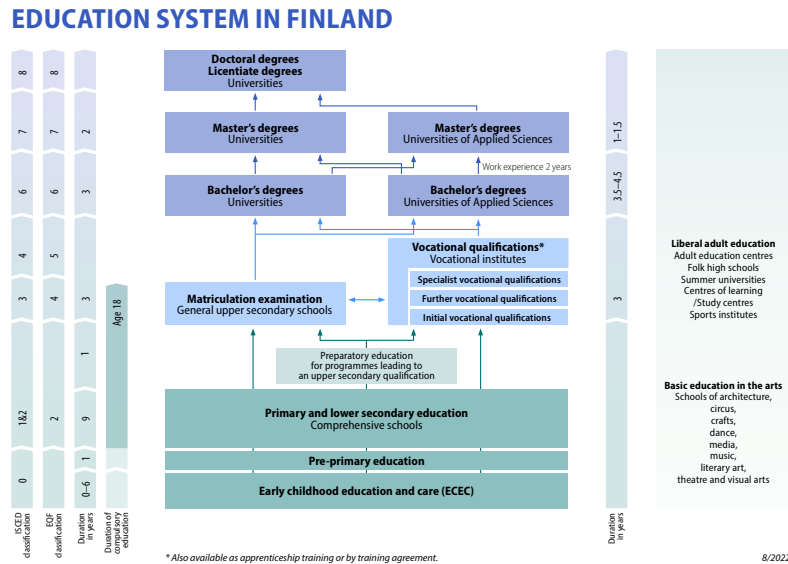 EDUCATION SYSTEM IN FINLAND
8
8
7
7
2
6
6
3
4
5
3
4
3
1
1&2
2
9
0
1
0–6
Age 18
ISCED
classification
EQF
classification
Duration
in years
Duration of
compulsory
education
Doctoral degrees
Licentiate degrees
Universities
Master's degrees
Universities
Master's degrees
Universities of Applied Sciences
Work experience 2 years
Bachelor's degrees
Universities
Bachelor's degrees
Universities of Applied Sciences
Vocational qualifications*
Vocational institutes
Specialist vocational qualifications
Further vocational qualifications
Initial vocational qualifications
Matriculation examination
General upper secondary schools
Preparatory education
for programmes leading to
an upper secondary qualification
Primary and lower secondary education
Comprehensive schools
Pre-primary education
Early childhood education and care (ECEC)
1–1.5
3.5–4.5
3
Duration
in years
Liberal adult education
Adult education centres
Folk high schools
Summer universities
Centres of learning
/Study centres
Sports institutes
Basic education in the arts
Schools of architecture,
circus,
crafts,
dance,
media,
music,
literary art,
theatre and visual arts
* Also available as apprenticeship training or by training agreement.
8/2022